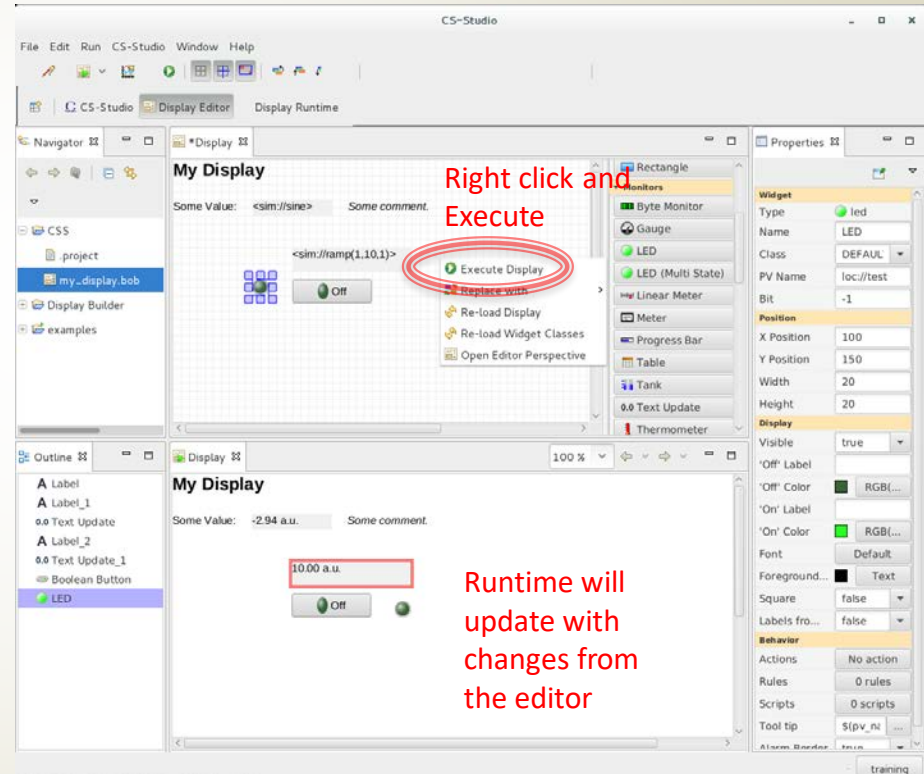 CS-Studio
File Edit Run CS-Studio Window Help
CS-Studio Display Editor Display Runtime
Navigator
CSS
.project
my_display.bob
Display Builder
examples
*Display
My Display
Some Value: <sim://sine> Some comment.
<sim://ramp(1,10,1)>
Off
Right click and
Execute
Execute Display
Replace with
Re-load Display
Re-load Widget Classes
Open Editor Perspective
Rectangle
Monitors
Byte Monitor
Gauge
LED
LED (Multi State)
Linear Meter
Meter
Progress Bar
Table
Tank
0.0 Text Update
Thermometer
Properties
Widget
Type led
Name LED
Class DEFAUL
PV Name loc://test
Bit -1
Position
X Position 100
Y Position 150
Width 20
Height 20
Display
Visible true
'Off' Label
'Off' Color RGB(...
'On' Label
'On' Color RGB(...
Font Default
Foreground... Text
Square false
Labels fro... false
Behavior
Actions No action
Rules 0 rules
Scripts 0 scripts
Tool tip $(pv_na ...
Alarm Border true
Outline
A Label
A Label_1
0.0 Text Update
A Label_2
0.0 Text Update_1
Boolean Button
LED
Display
100 %
My Display
Some Value: -2.94 a.u. Some comment.
10.00 a.u.
Off
Runtime will
update with
changes from
the editor
training